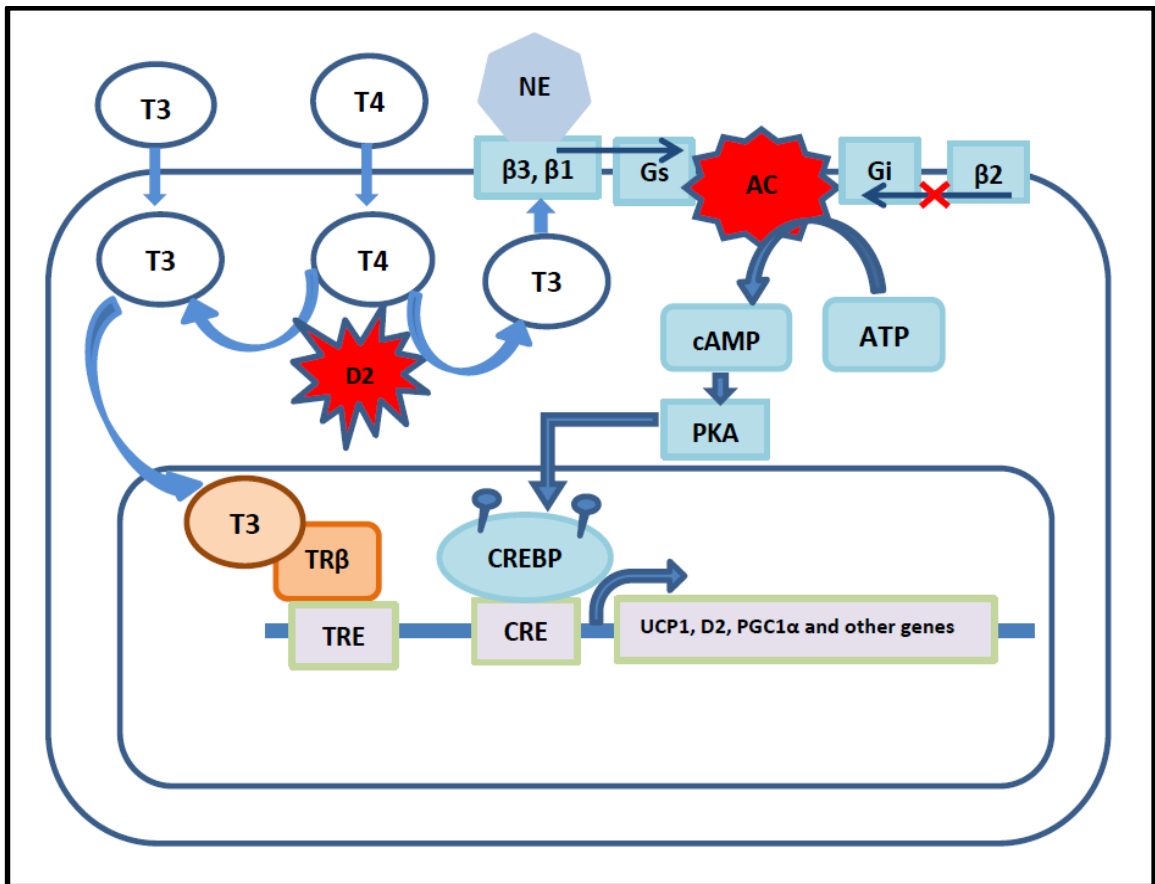 T3
T4
NE
β3, β1
Gs
AC
Gi
β2
T3
T4
T3
D2
cAMP
ATP
PKA
T3
TRβ
CREBP
TRE
CRE
UCP1, D2, PGC1α and other genes